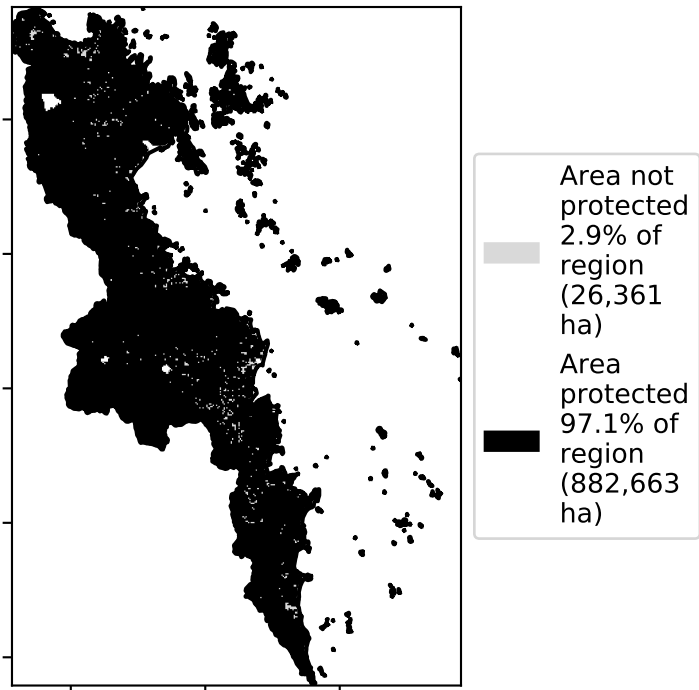 Area not
protected
2.9% of
region
(26,361
ha)
Area
protected
97.1% of
region
(882,663
ha)